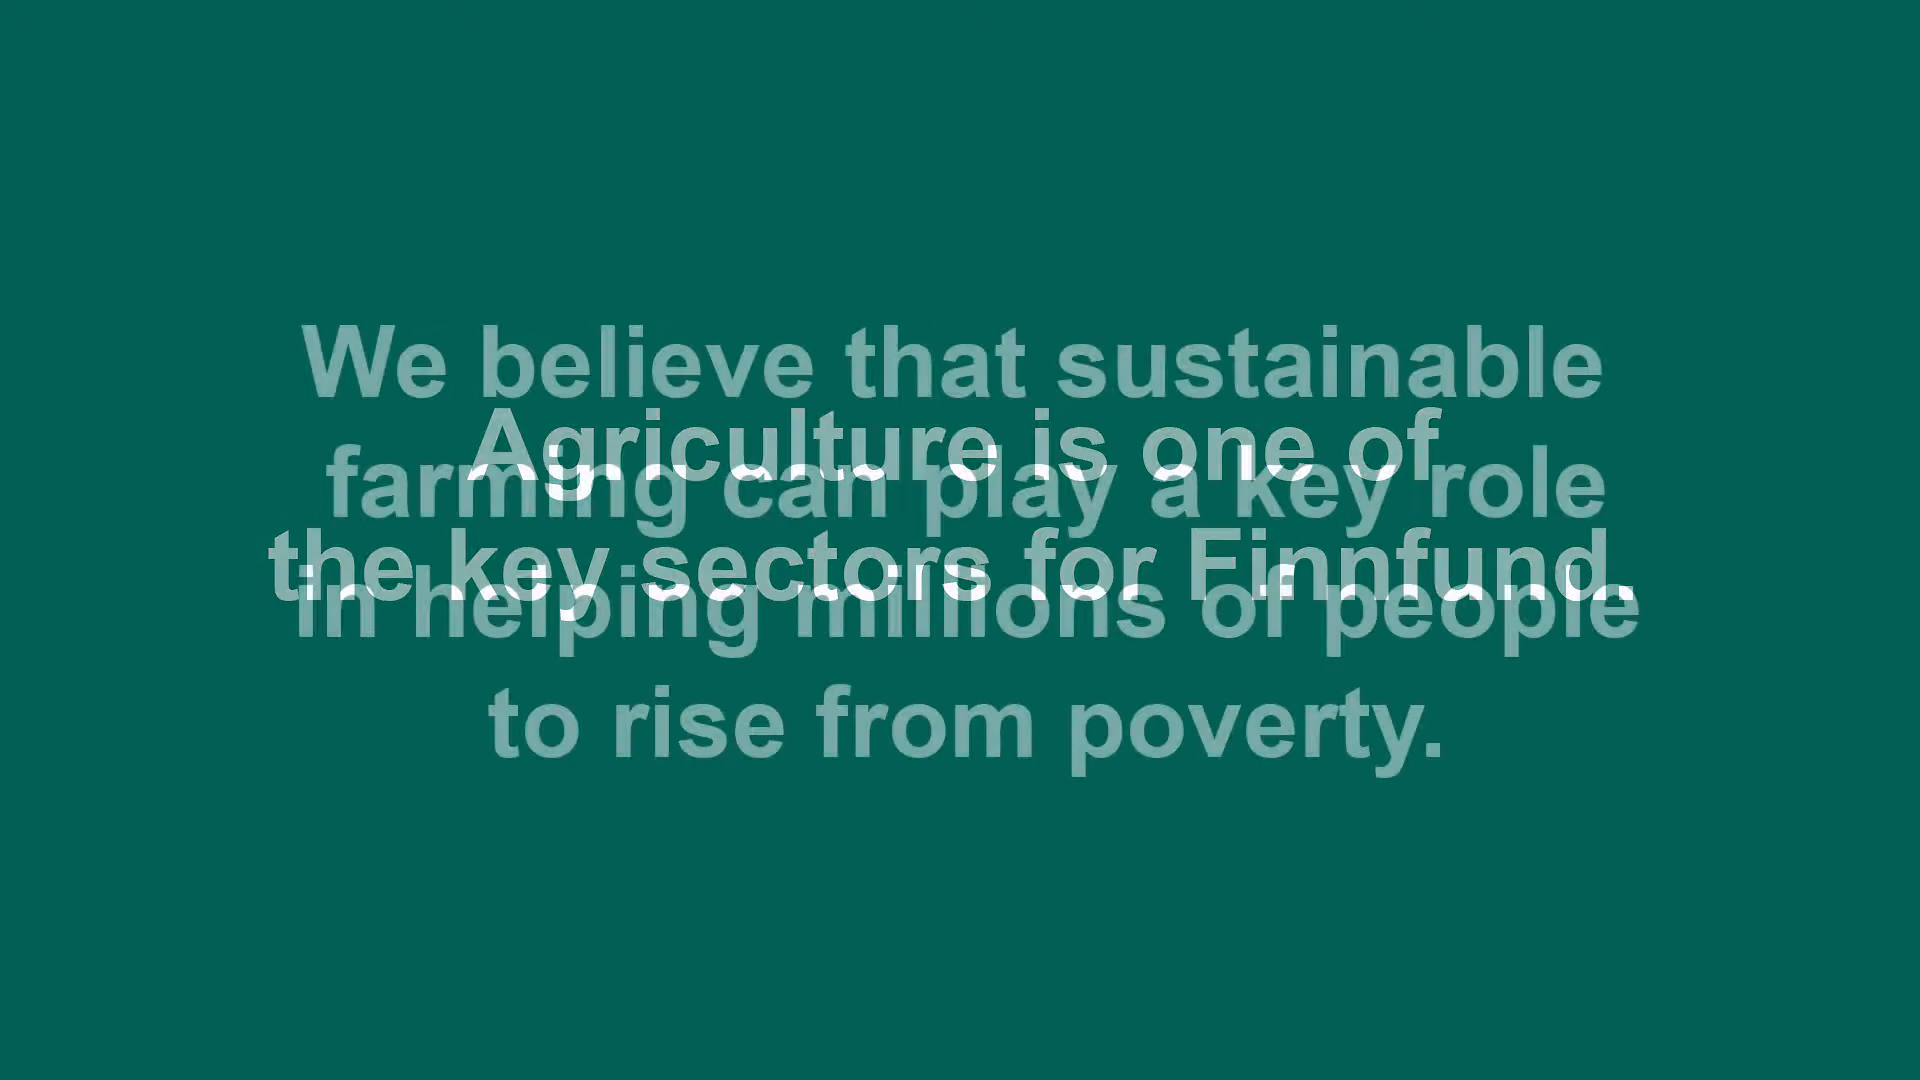 We believe that sustainable
farming can play a key role
in helping millions of people
to rise from poverty.
Agriculture is one of
the key sectors for Finnfund.